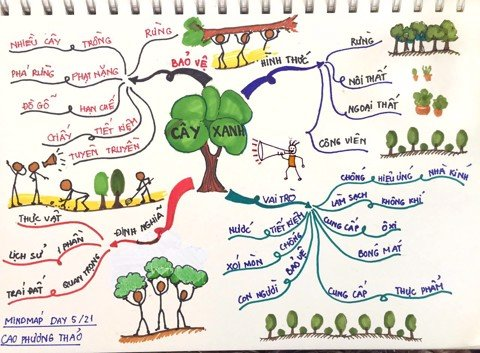 CÂY XANH
BẢO VỆ
RỪNG
TRỒNG NHIỀU CÂY
PHẠT NẶNG PHÁ RỪNG
HẠN CHẾ ĐỒ GỖ
TIẾT KIỆM GIẤY
TUYÊN TRUYỀN
HÌNH THỨC
RỪNG
NỘI THẤT
NGOẠI THẤT
CÔNG VIÊN
VAI TRÒ
CHỐNG HIỆU ỨNG NHÀ KÍNH
LÀM SẠCH KHÔNG KHÍ
CUNG CẤP ÔXI
BÓNG MÁT
CUNG CẤP THỰC PHẨM
TIẾT KIỆM NƯỚC
CHỐNG XÓI MÒN
BẢO VỆ CON NGƯỜI
ĐỊNH NGHĨA
THỰC VẬT
1 PHẦN LỊCH SỬ
QUAN TRỌNG TRÁI ĐẤT
MINDMAP DAY 5/21
CAO PHƯƠNG THẢO